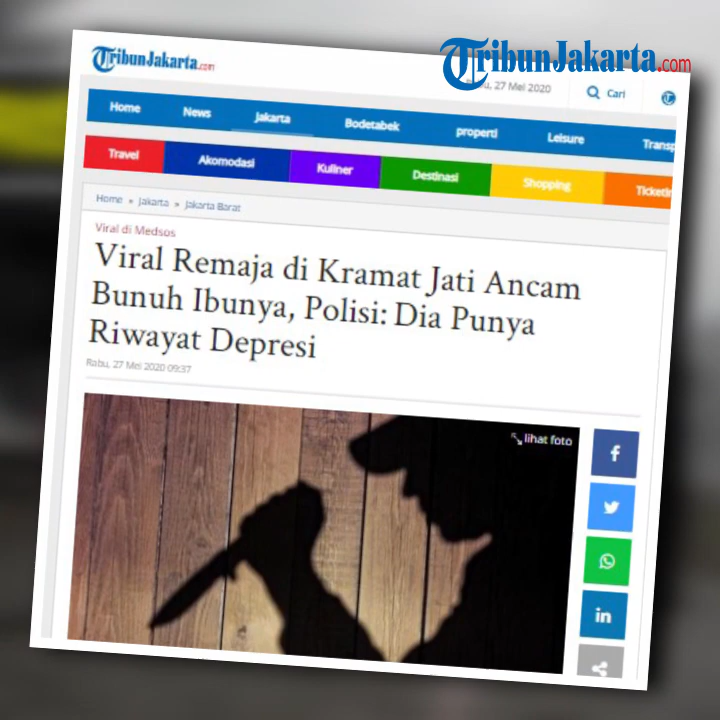 TribunJakarta.com
TribunJakarta.com
27 Mei 2020
Cari
Home News Jakarta Bodetabek properti Leisure
Travel Akomodasi Kuliner Destinasi Shopping
Home » Jakarta » Jakarta Barat
Viral di Medsos
Viral Remaja di Kramat Jati Ancam
Bunuh Ibunya, Polisi: Dia Punya
Riwayat Depresi
Rabu, 27 Mei 2020 09:37
lihat foto
f
in